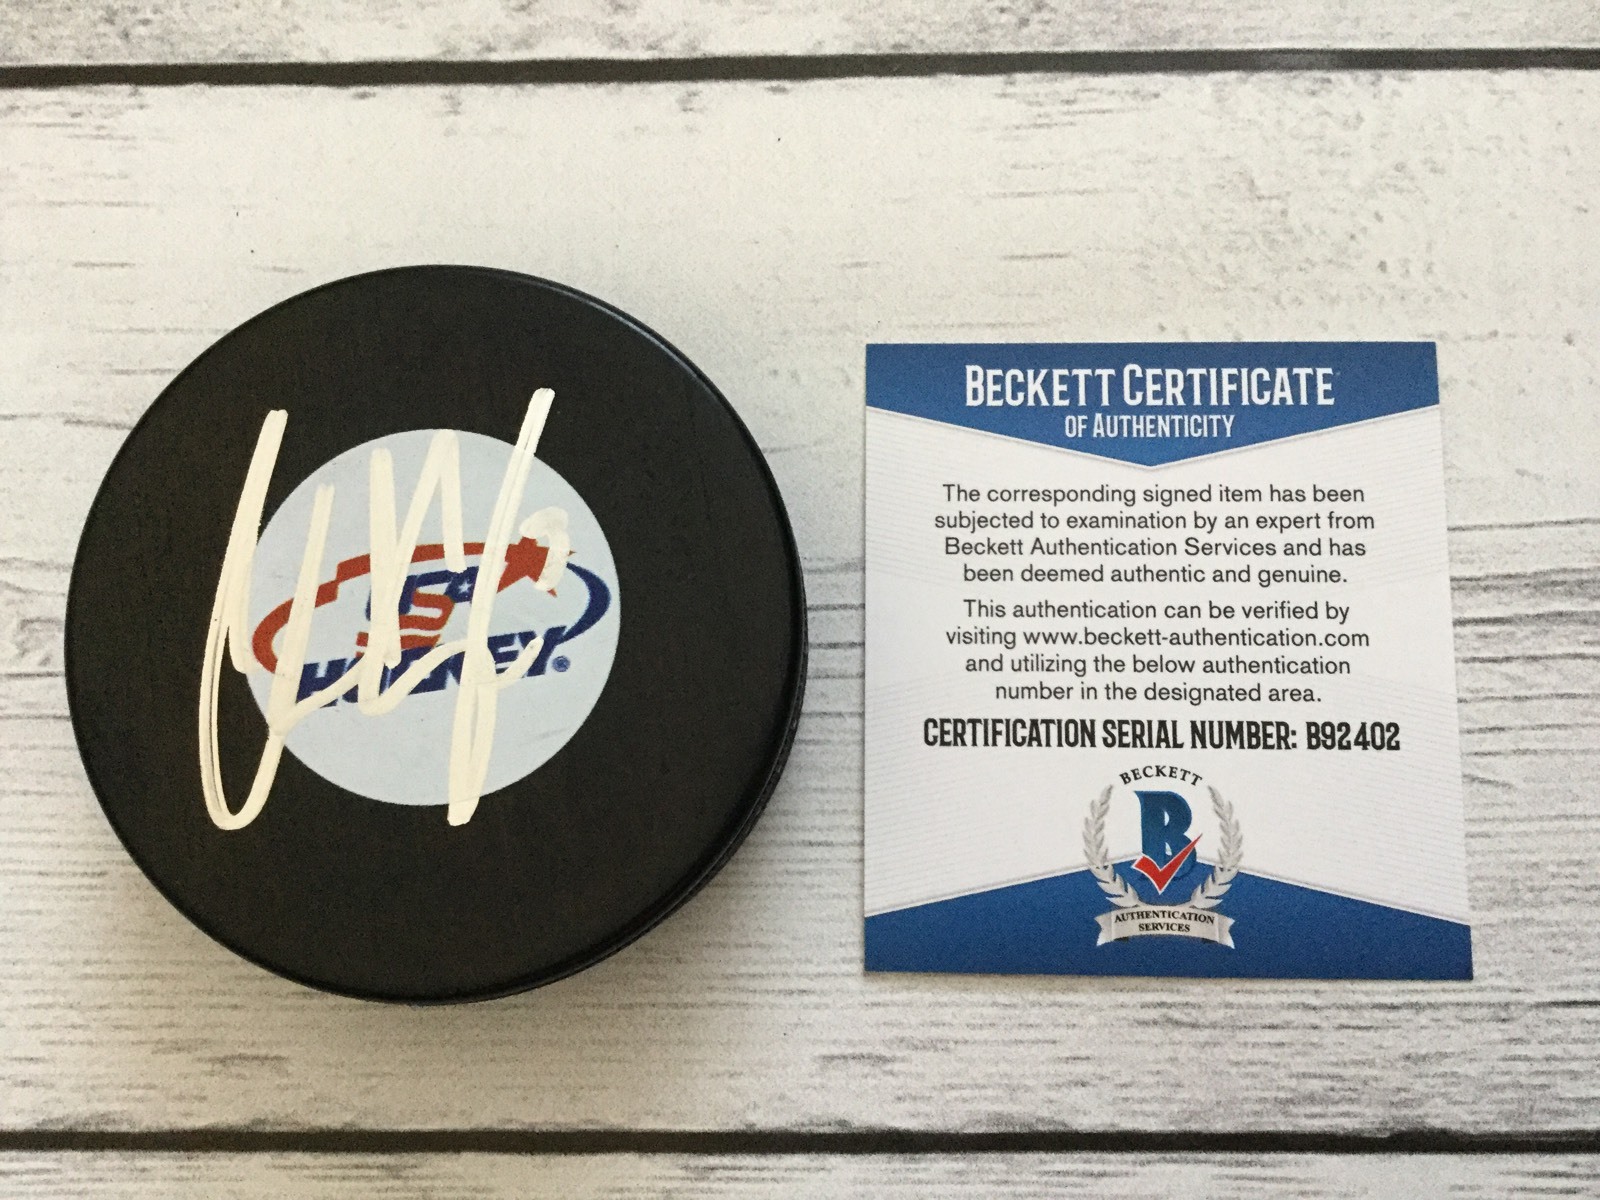 USA
HOCKEY®
BECKETT CERTIFICATE
OF AUTHENTICITY
The corresponding signed item has been
subjected to examination by an expert from
Beckett Authentication Services and has
been deemed authentic and genuine.
This authentication can be verified by
visiting www.beckett-authentication.com
and utilizing the below authentication
number in the designated area.
CERTIFICATION SERIAL NUMBER: B92402
BECKETT
B
AUTHENTICATION
SERVICES